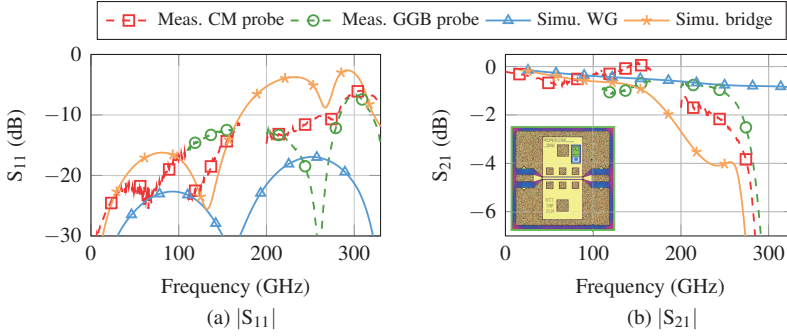 Meas. CM probe Meas. GGB probe Simu. WG Simu. bridge
0
−10
−20
−30
S11 (dB)
0 100 200 300
Frequency (GHz)
(a) |S11|
0
−2
−4
−6
S21 (dB)
0 100 200 300
Frequency (GHz)
(b) |S21|